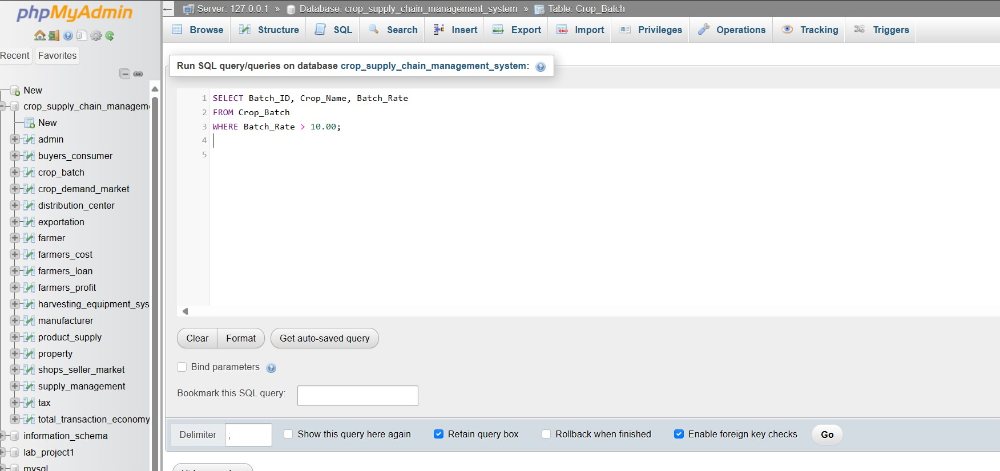 phpMyAdmin
Recent
Favorites
New
crop_supply_chain_managem
New
admin
buyers_consumer
crop_batch
crop_demand_market
distribution_center
exportation
farmer
farmers_cost
farmers_loan
farmers_profit
harvesting_equipment_sys
manufacturer
product_supply
property
shops_seller_market
supply_management
tax
total_transaction_economy
information_schema
lab_project1
mysql
Server: 127.0.0.1 » Database: crop_supply_chain_management_system » Table: Crop_Batch
Browse Structure SQL Search Insert Export Import Privileges Operations Tracking Triggers
Run SQL query/queries on database crop_supply_chain_management_system:
1 SELECT Batch_ID, Crop_Name, Batch_Rate
2 FROM Crop_Batch
3 WHERE Batch_Rate > 10.00;
4
5
Clear Format Get auto-saved query
Bind parameters
Bookmark this SQL query:
Delimiter ; Show this query here again Retain query box Rollback when finished Enable foreign key checks Go